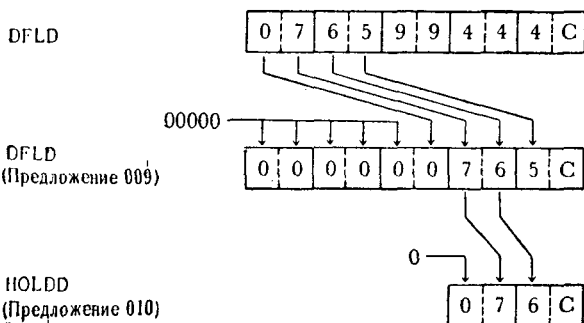 DFLD 0 7 6 5 9 9 4 4 4 C
00000
DFLD 0 0 0 0 0 0 7 6 5 C
(Предложение 009)
0
HOLDD 0 7 6 C
(Предложение 010)